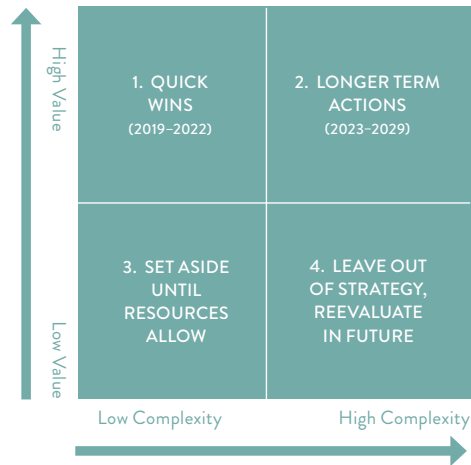 High Value
1. QUICK
WINS
(2019–2022)
2. LONGER TERM
ACTIONS
(2023–2029)
Low Value
3. SET ASIDE
UNTIL
RESOURCES
ALLOW
4. LEAVE OUT
OF STRATEGY,
REEVALUATE
IN FUTURE
Low Complexity
High Complexity